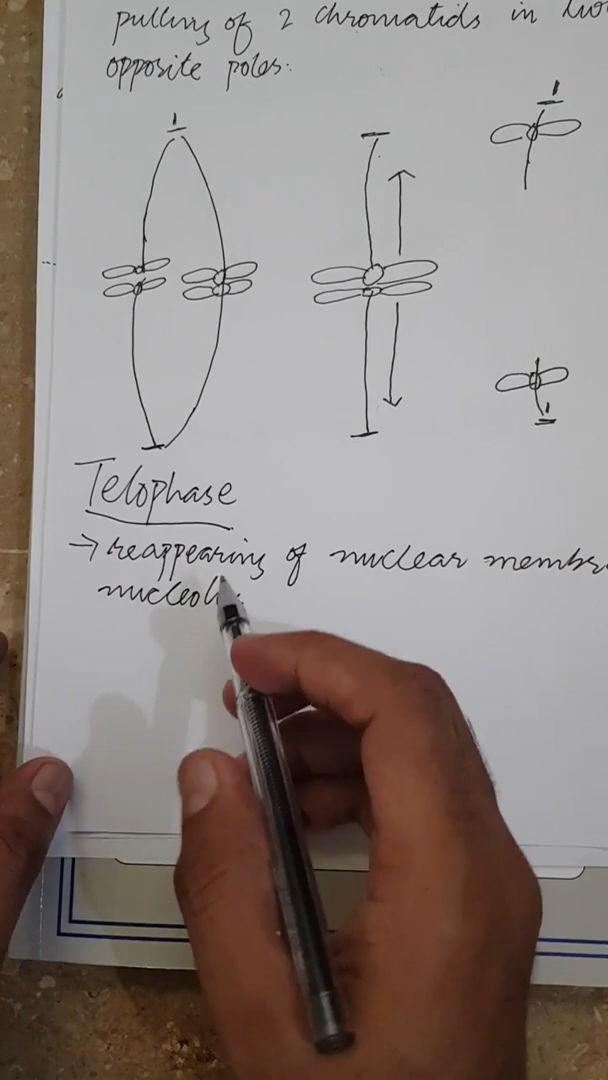 pulling of 2 chromatids in two
opposite poles.
Telophase
→ reappearing of nuclear membr
nucleoli.